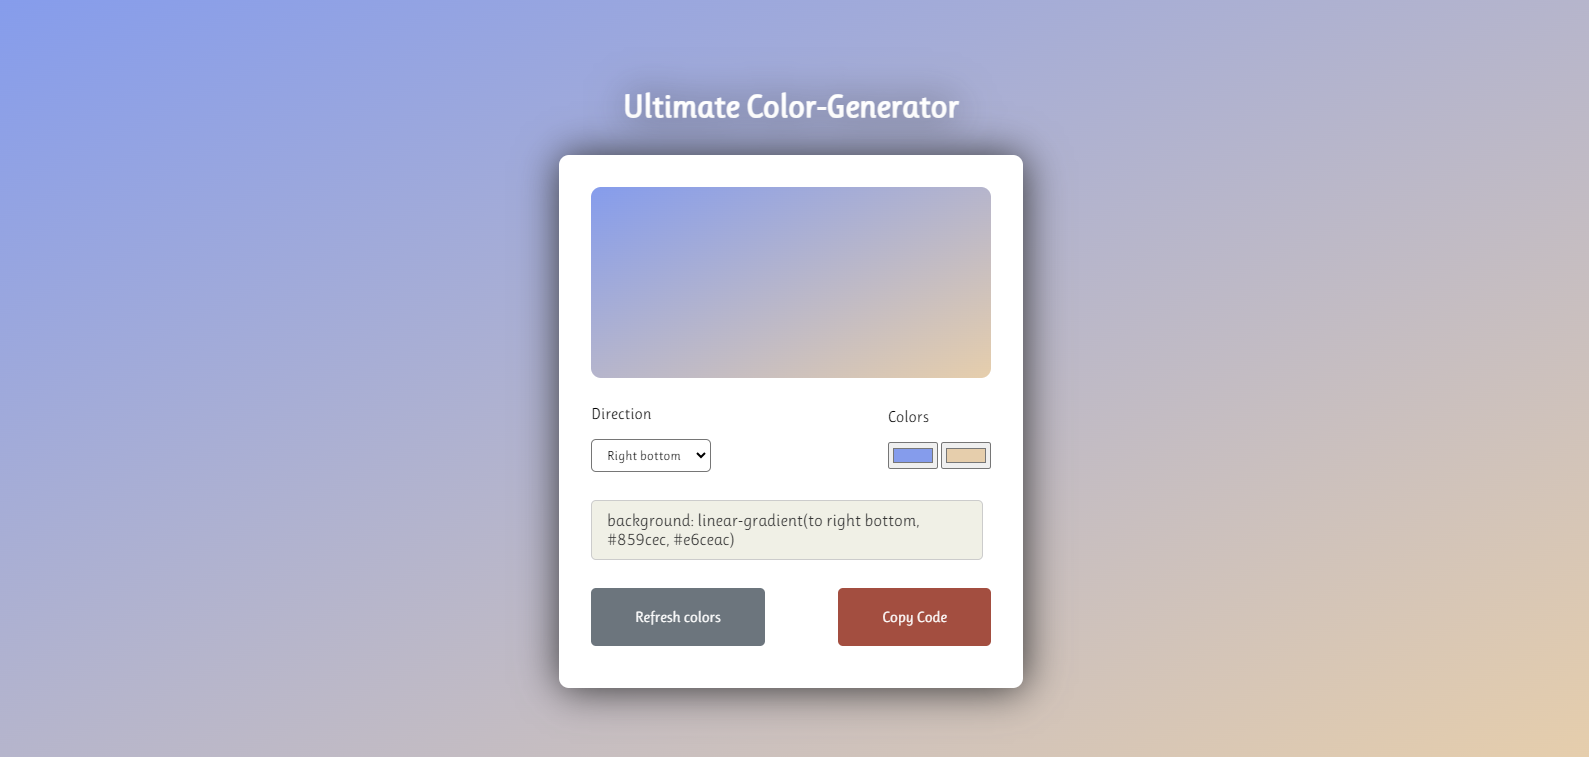 Ultimate Color-Generator
Direction
Colors
Right bottom
background: linear-gradient(to right bottom,
#859cec, #e6ceac)
Refresh colors
Copy Code